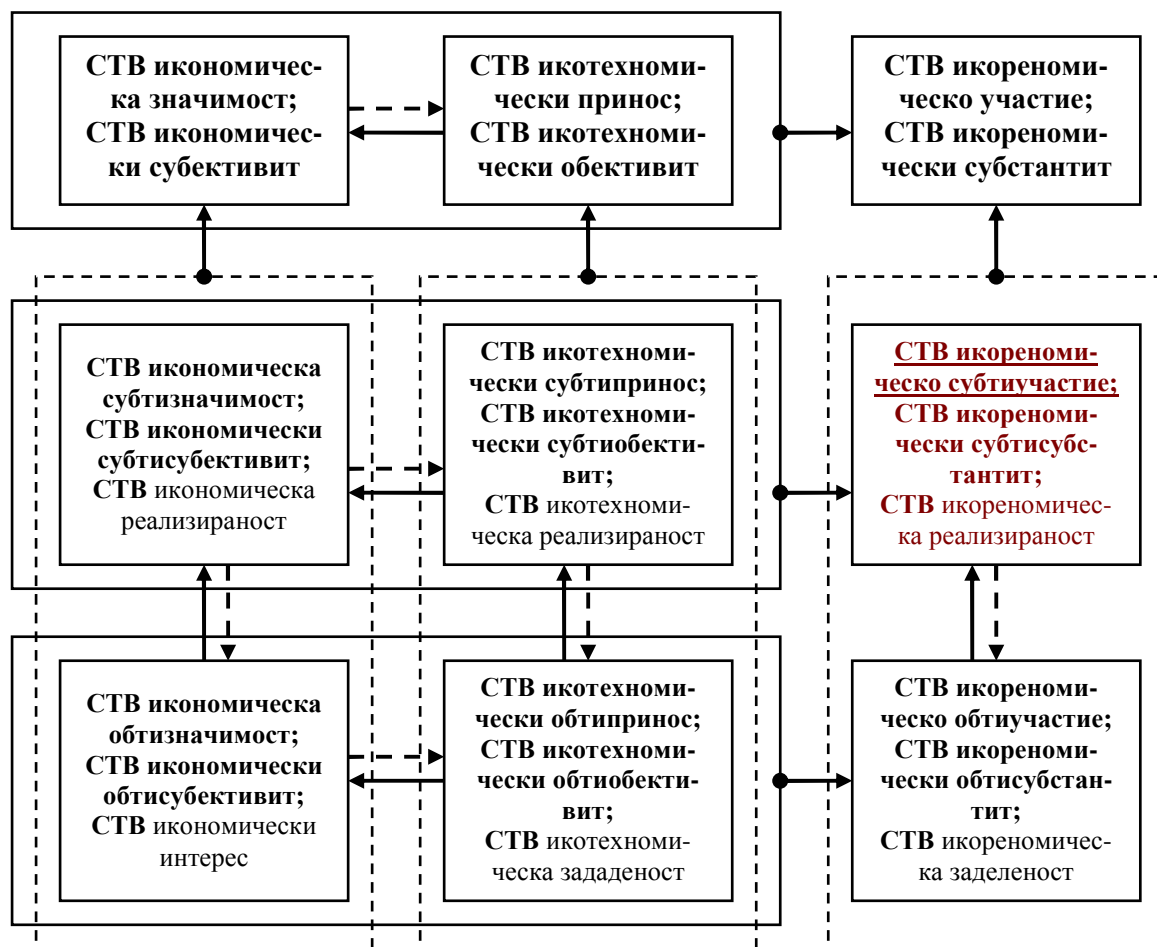 СТВ икономичес-
ка значимост;
СТВ икономичес-
ки субективит
СТВ икотехноми-
чески принос;
СТВ икотехноми-
чески обективит
СТВ икореноми-
ческо участие;
СТВ икореноми-
чески субстантит
СТВ икономическа
субтизначимост;
СТВ икономически
субтисубективит;
СТВ икономическа
реализираност
СТВ икотехноми-
чески субтипринос;
СТВ икотехноми-
чески субтиобекти-
вит;
СТВ икотехноми-
ческа реализираност
СТВ икореноми-
ческо субтиучастие;
СТВ икореноми-
чески субтисубс-
тантит;
СТВ икореномичес-
ка реализираност
СТВ икономическа
обтизначимост;
СТВ икономически
обтисубективит;
СТВ икономически
интерес
СТВ икотехноми-
чески обтипринос;
СТВ икотехноми-
чески обтиобекти-
вит;
СТВ икотехноми-
ческа зададеност
СТВ икореноми-
ческо обтиучастие;
СТВ икореноми-
чески обтисубстан-
тит;
СТВ икореномичес-
ка заделеност